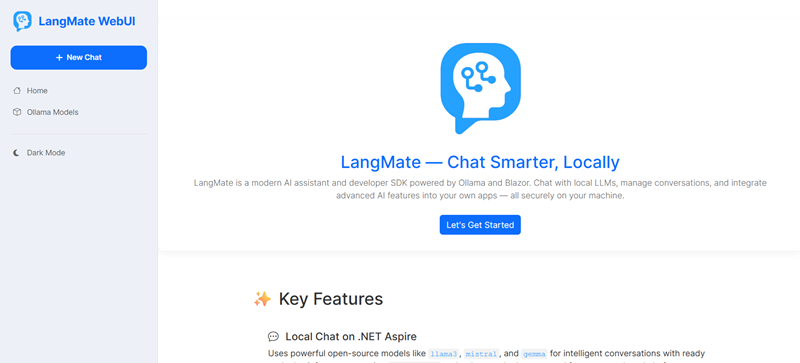 LangMate WebUI
+ New Chat
Home
Ollama Models
Dark Mode
LangMate — Chat Smarter, Locally
LangMate is a modern AI assistant and developer SDK powered by Ollama and Blazor. Chat with local LLMs, manage conversations, and integrate
advanced AI features into your own apps — all securely on your machine.
Let's Get Started
✨ Key Features
💬 Local Chat on .NET Aspire
Uses powerful open-source models like llama3, mistral, and gemma for intelligent conversations with ready